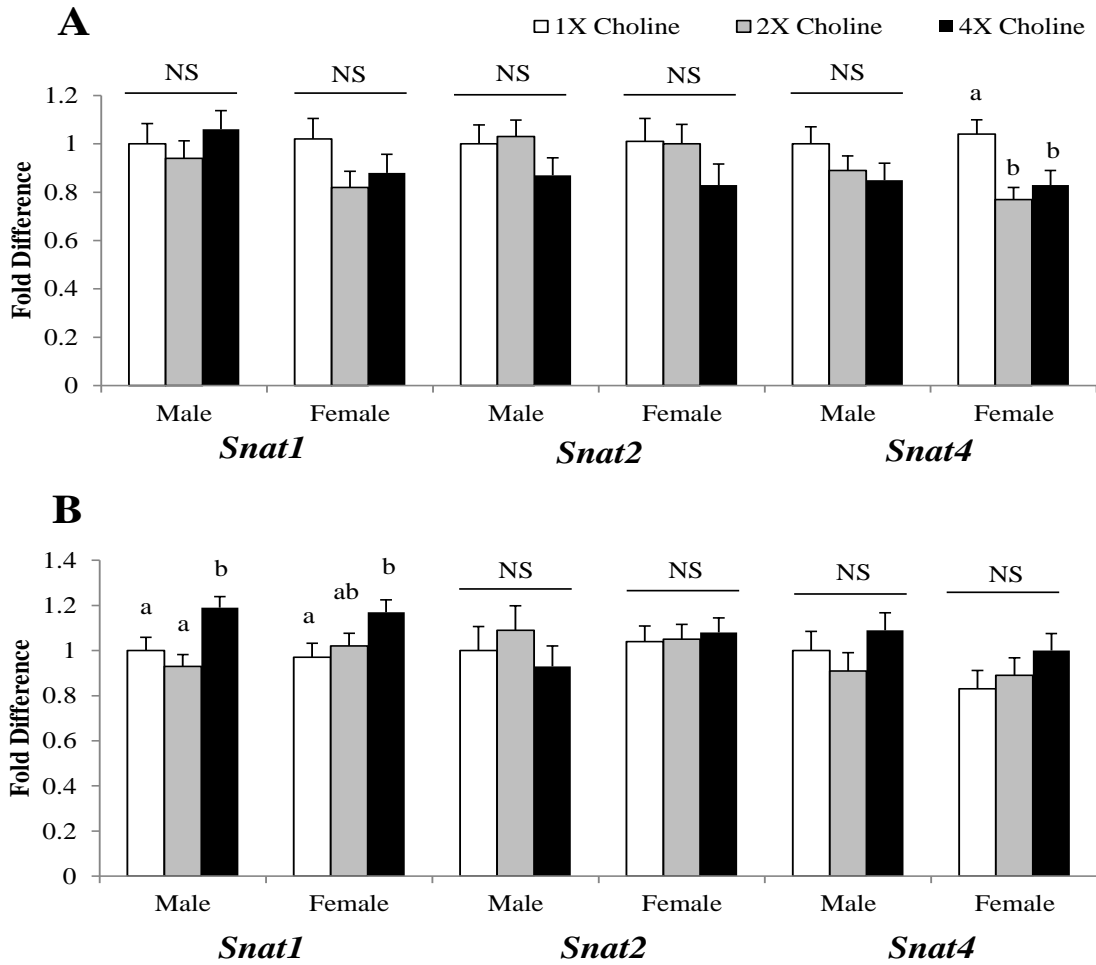 A
1X Choline 2X Choline 4X Choline
NS NS NS NS NS a b b
Fold Difference
1.2
1
0.8
0.6
0.4
0.2
0
Male Female Male Female Male Female
Snat1 Snat2 Snat4
B
a a b a ab b NS NS NS NS
Fold Difference
1.4
1.2
1
0.8
0.6
0.4
0.2
0
Male Female Male Female Male Female
Snat1 Snat2 Snat4